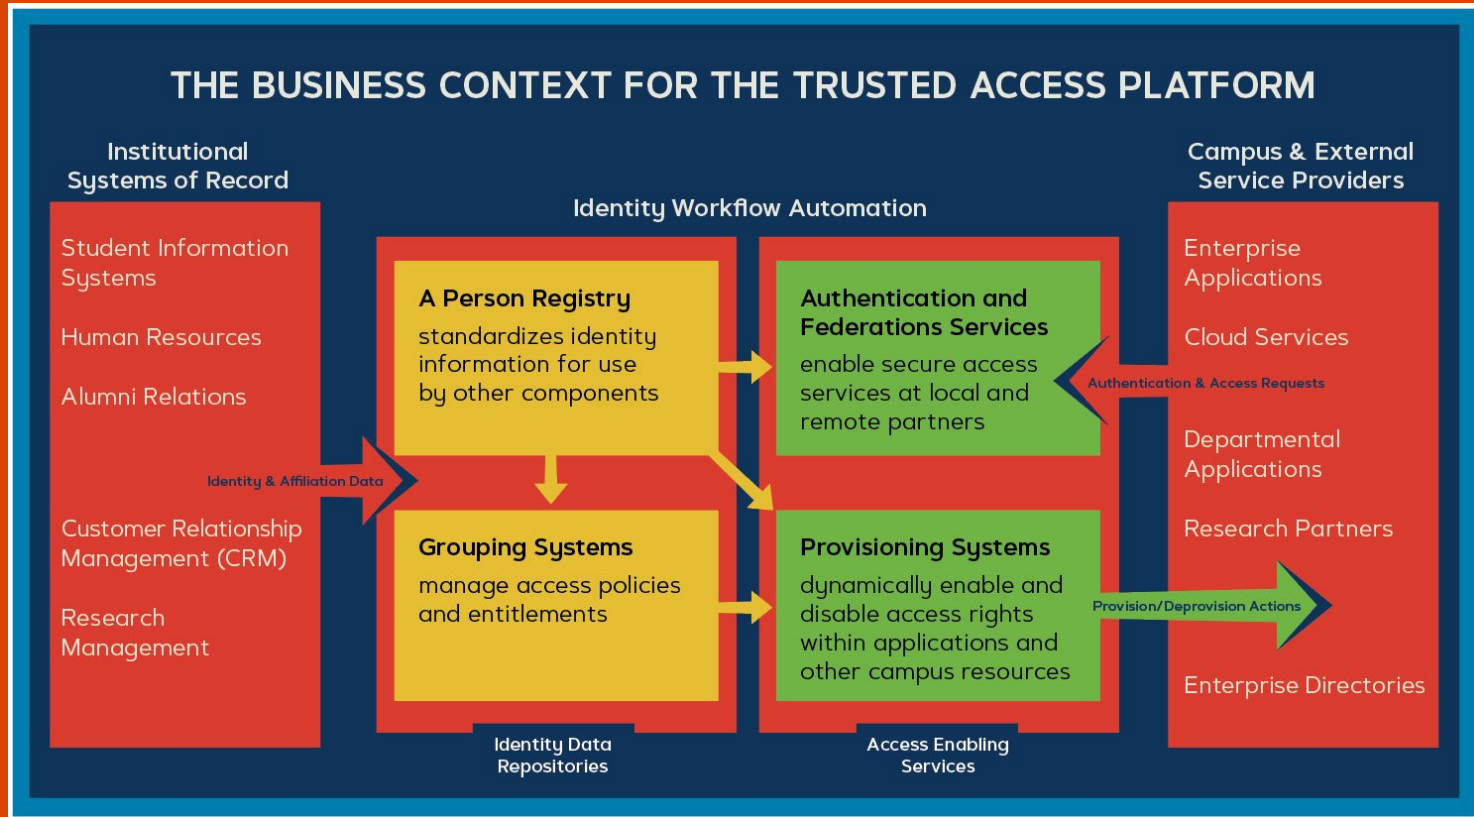 THE BUSINESS CONTEXT FOR THE TRUSTED ACCESS PLATFORM
Institutional
Systems of Record
Student Information
Systems
Human Resources
Alumni Relations
Identity & Affiliation Data
Customer Relationship
Management (CRM)
Research
Management
Identity Workflow Automation
A Person Registry
standardizes identity
information for use
by other components
Grouping Systems
manage access policies
and entitlements
Identity Data
Repositories
Authentication and
Federations Services
enable secure access
services at local and
remote partners
Provisioning Systems
dynamically enable and
disable access rights
within applications and
other campus resources
Access Enabling
Services
Campus & External
Service Providers
Enterprise
Applications
Cloud Services
Authentication & Access Requests
Departmental
Applications
Research Partners
Provision/Deprovision Actions
Enterprise Directories